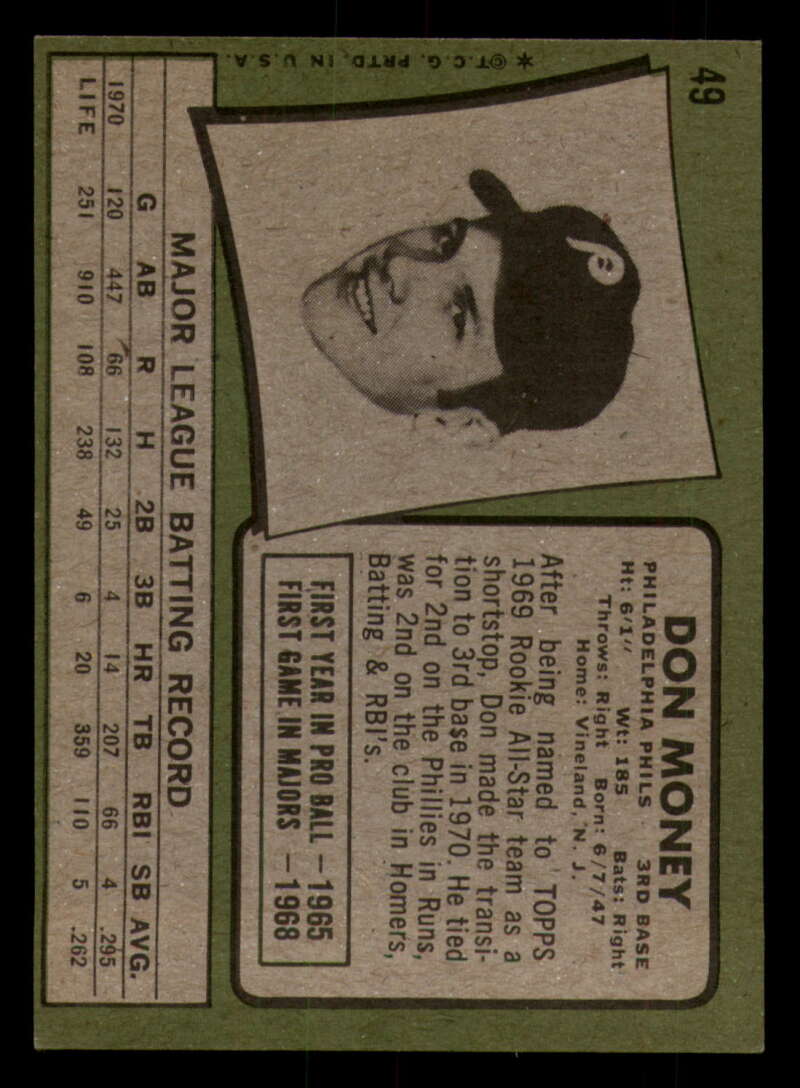 49
✶ © T.C.G. PRTD. IN U.S.A.
P
DON MONEY
PHILADELPHIA PHILS 3RD BASE
Ht: 6'1" Wt: 185 Bats: Right
Throws: Right Born: 6/7/47
Home: Vineland, N. J.
After being named to TOPPS
1969 Rookie All-Star team as a
shortstop, Don made the transi-
tion to 3rd base in 1970. He tied
for 2nd on the Phillies in Runs,
was 2nd on the club in Homers,
Batting & RBI's.
FIRST YEAR IN PRO BALL —1965
FIRST GAME IN MAJORS —1968
MAJOR LEAGUE BATTING RECORD
G AB R H 2B 3B HR TB RBI SB AVG.
1970 120 447 66 132 25 4 14 207 66 4 .295
LIFE 251 910 108 238 49 6 20 359 110 5 .262